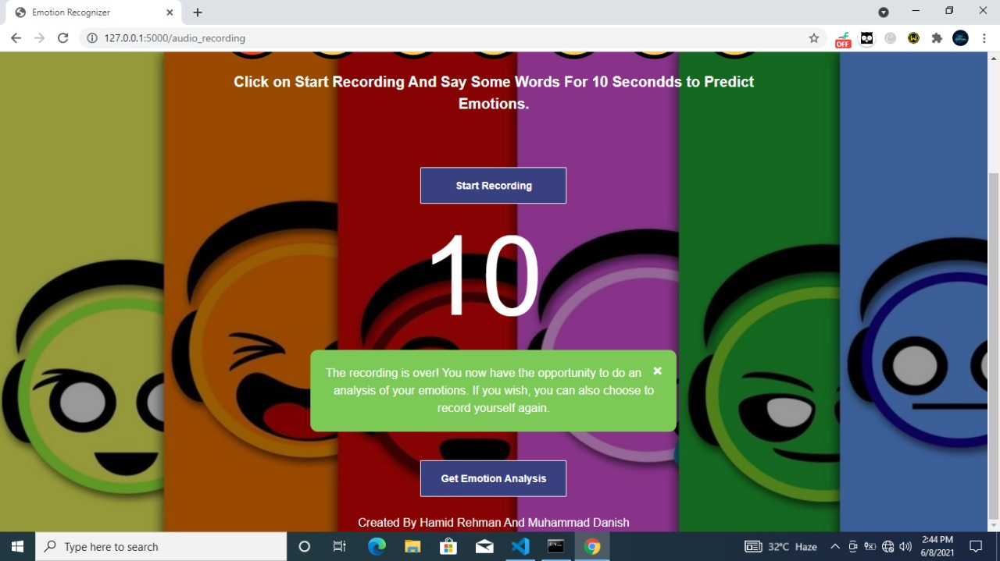 Emotion Recognizer
127.0.0.1:5000/audio_recording
OFF
Click on Start Recording And Say Some Words For 10 Secondds to Predict
Emotions.
Start Recording
10
The recording is over! You now have the opportunity to do an
analysis of your emotions. If you wish, you can also choose to
record yourself again.
Get Emotion Analysis
Created By Hamid Rehman And Muhammad Danish
Type here to search
32°C Haze
2:44 PM
6/8/2021